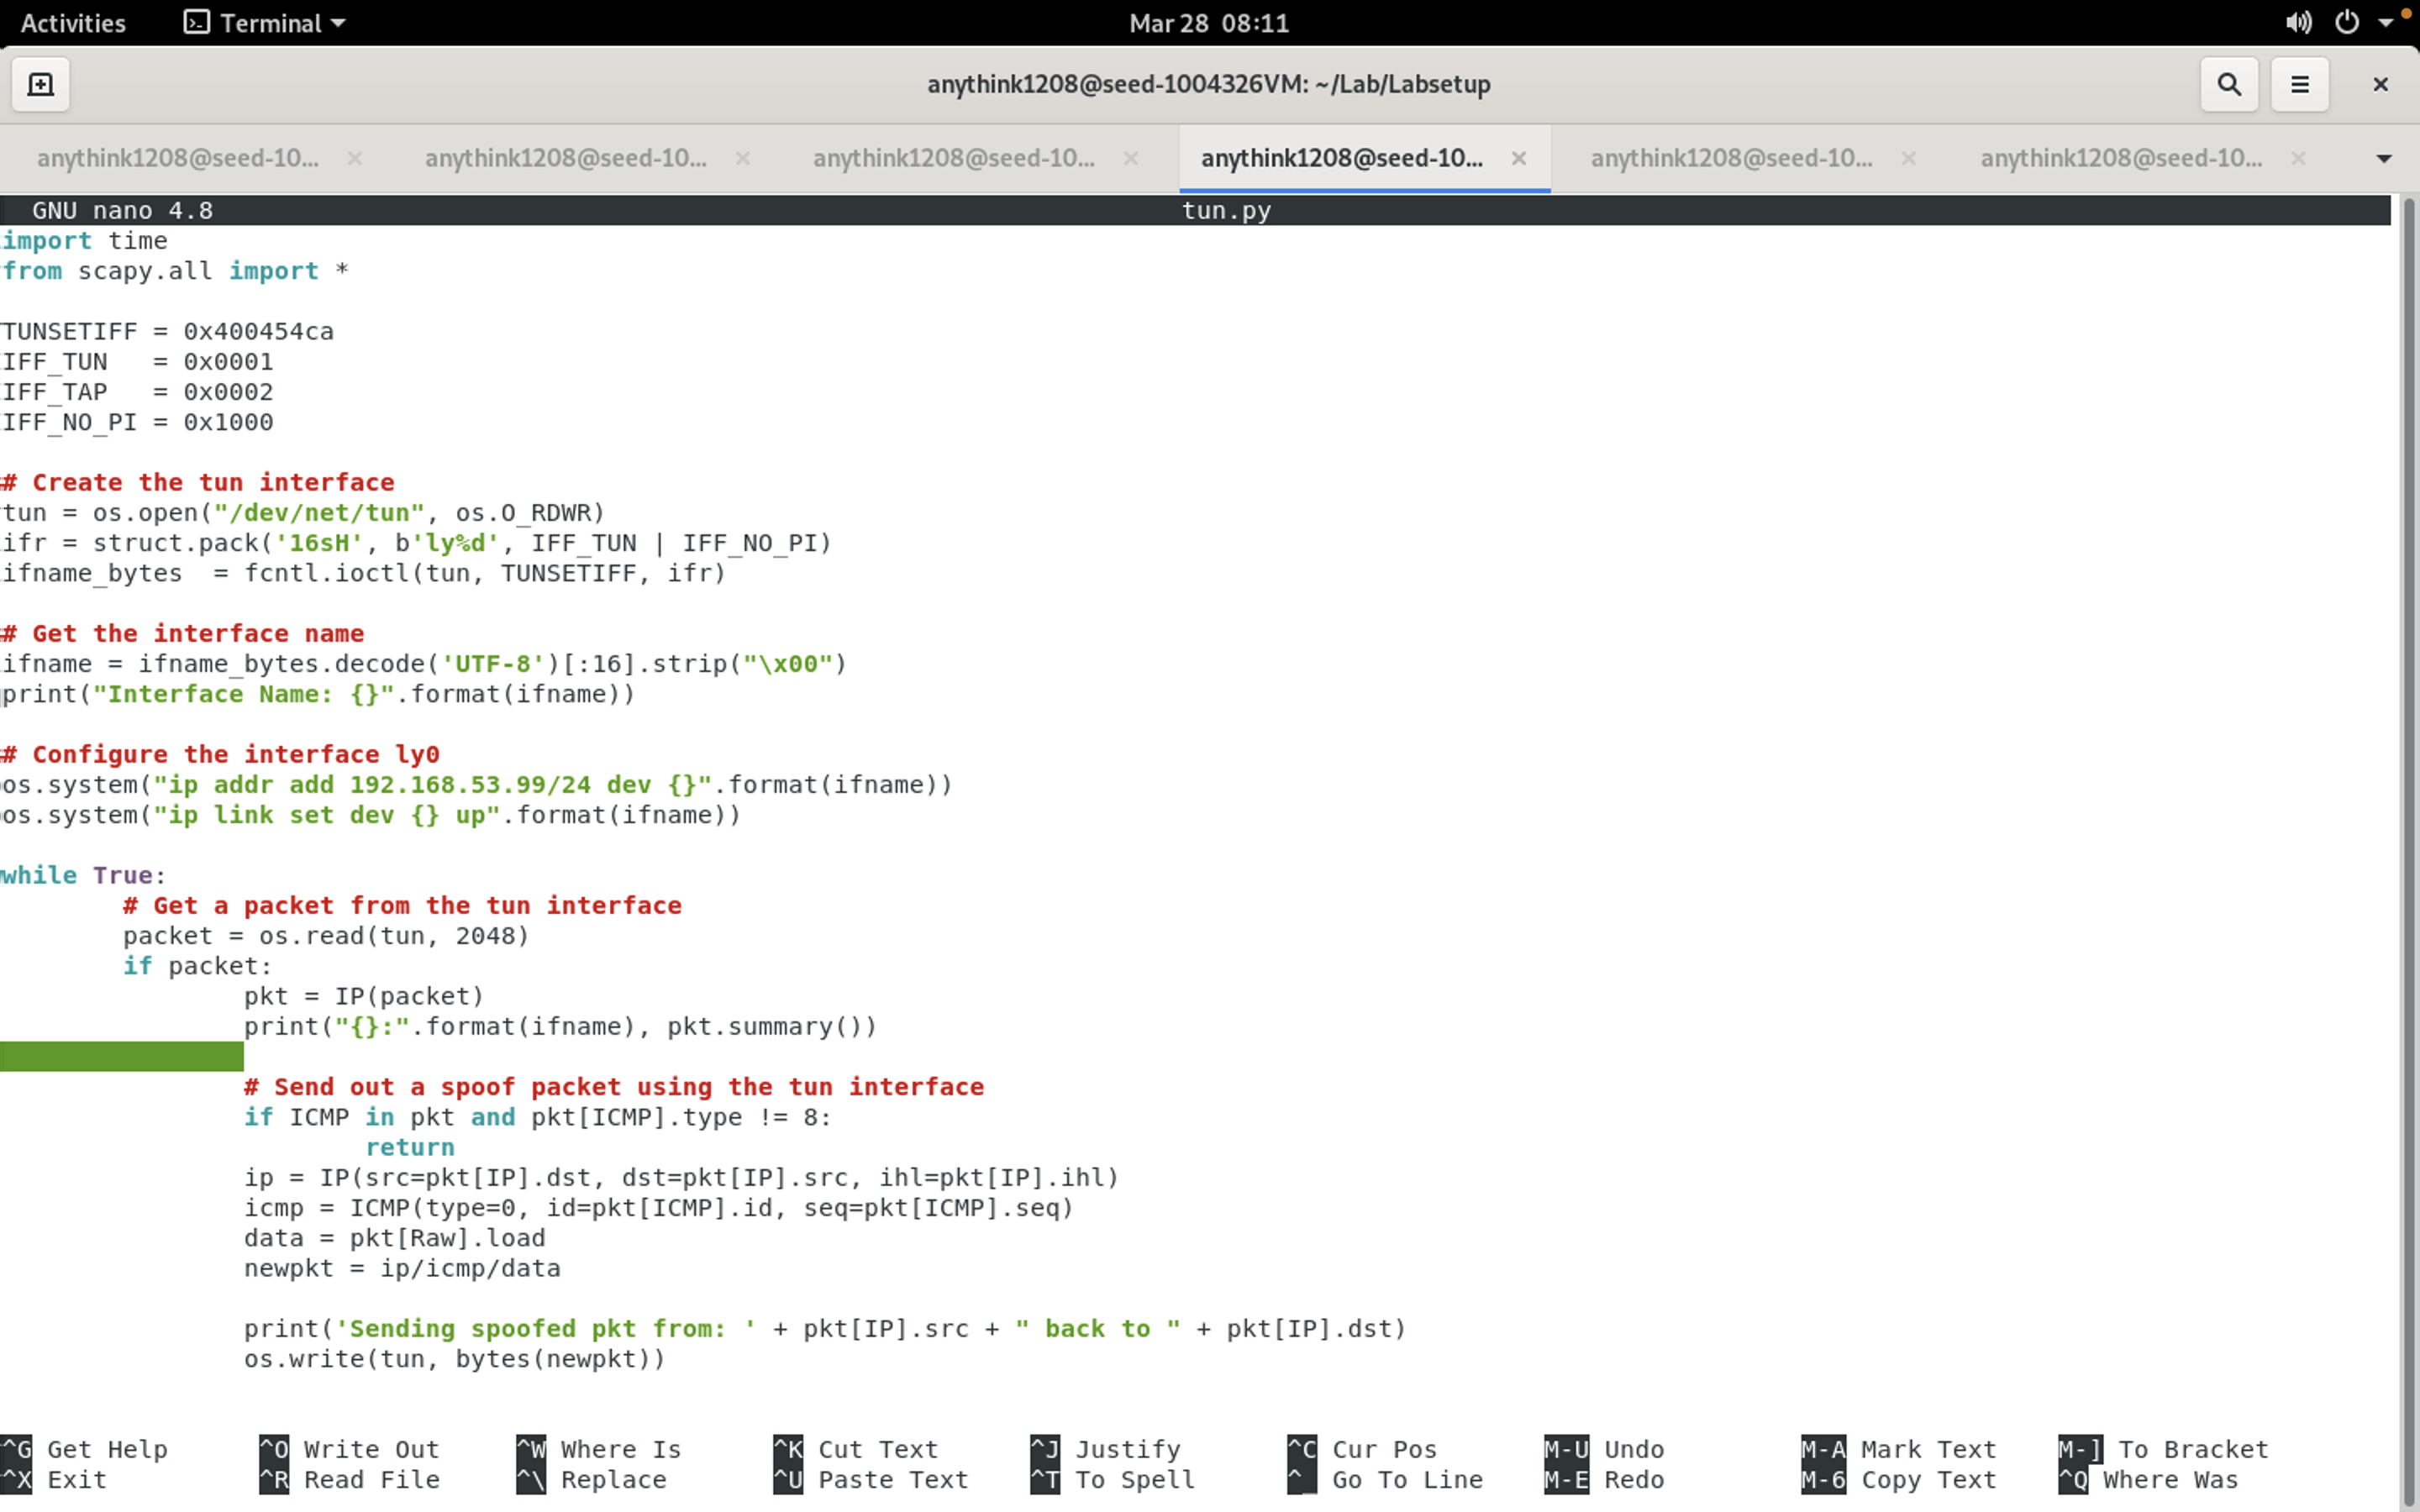 Activities Terminal Mar 28 08:11
anythink1208@seed-1004326VM: ~/Lab/Labsetup
anythink1208@seed-10... anythink1208@seed-10... anythink1208@seed-10... anythink1208@seed-10... anythink1208@seed-10... anythink1208@seed-10...
GNU nano 4.8 tun.py
import time
from scapy.all import *
TUNSETIFF = 0x400454ca
IFF_TUN   = 0x0001
IFF_TAP   = 0x0002
IFF_NO_PI = 0x1000
# Create the tun interface
tun = os.open("/dev/net/tun", os.O_RDWR)
ifr = struct.pack('16sH', b'ly%d', IFF_TUN | IFF_NO_PI)
ifname_bytes  = fcntl.ioctl(tun, TUNSETIFF, ifr)
# Get the interface name
ifname = ifname_bytes.decode('UTF-8')[:16].strip("\x00")
print("Interface Name: {}".format(ifname))
# Configure the interface ly0
os.system("ip addr add 192.168.53.99/24 dev {}".format(ifname))
os.system("ip link set dev {} up".format(ifname))
while True:
        # Get a packet from the tun interface
        packet = os.read(tun, 2048)
        if packet:
                pkt = IP(packet)
                print("{}:".format(ifname), pkt.summary())
                # Send out a spoof packet using the tun interface
                if ICMP in pkt and pkt[ICMP].type != 8:
                        return
                ip = IP(src=pkt[IP].dst, dst=pkt[IP].src, ihl=pkt[IP].ihl)
                icmp = ICMP(type=0, id=pkt[ICMP].id, seq=pkt[ICMP].seq)
                data = pkt[Raw].load
                newpkt = ip/icmp/data
                print('Sending spoofed pkt from: ' + pkt[IP].src + " back to " + pkt[IP].dst)
                os.write(tun, bytes(newpkt))
^G Get Help ^O Write Out ^W Where Is ^K Cut Text ^J Justify ^C Cur Pos M-U Undo M-A Mark Text M-] To Bracket
^X Exit ^R Read File ^\ Replace ^U Paste Text ^T To Spell ^_ Go To Line M-E Redo M-6 Copy Text ^Q Where Was